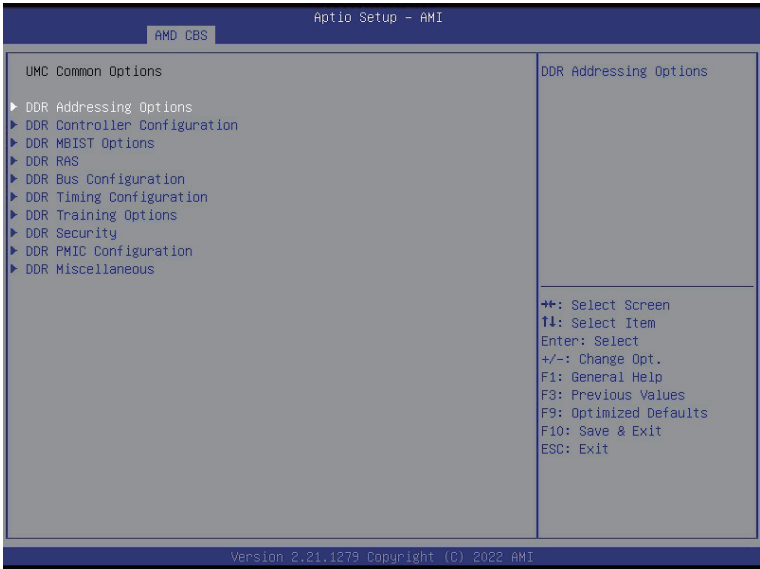 Aptio Setup – AMI
AMD CBS
UMC Common Options
DDR Addressing Options
DDR Controller Configuration
DDR MBIST Options
DDR RAS
DDR Bus Configuration
DDR Timing Configuration
DDR Training Options
DDR Security
DDR PMIC Configuration
DDR Miscellaneous
DDR Addressing Options
→←: Select Screen
↑↓: Select Item
Enter: Select
+/-: Change Opt.
F1: General Help
F3: Previous Values
F9: Optimized Defaults
F10: Save & Exit
ESC: Exit
Version 2.21.1279 Copyright (C) 2022 AMI